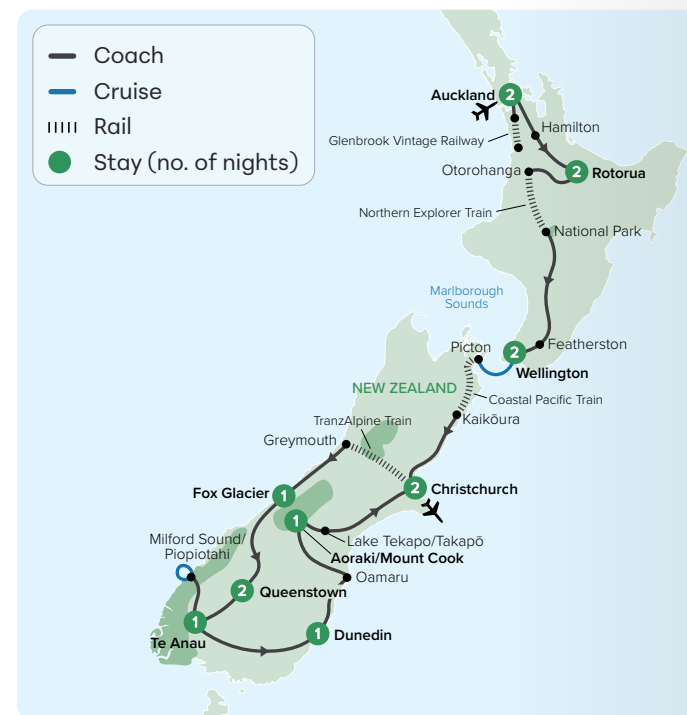 Coach
Cruise
Rail
Stay (no. of nights)
Auckland
2
Hamilton
Glenbrook Vintage Railway
Otorohanga
2
Rotorua
Northern Explorer Train
National Park
Marlborough
Sounds
Picton
2
Featherston
Wellington
NEW ZEALAND
Coastal Pacific Train
TranzAlpine Train
Kaikōura
Greymouth
Fox Glacier
1
2
Christchurch
1
Milford Sound/
Piopiotahi
Lake Tekapo/Takapō
Aoraki/Mount Cook
Oamaru
2
Queenstown
1
Te Anau
1
Dunedin